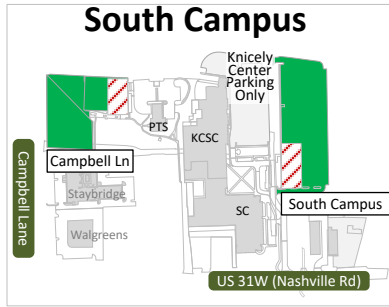 South Campus
Knicely
Center
Parking
Only
PTS
KCSC
Campbell Ln
Campbell Lane
Staybridge
SC
South Campus
Walgreens
US 31W (Nashville Rd)